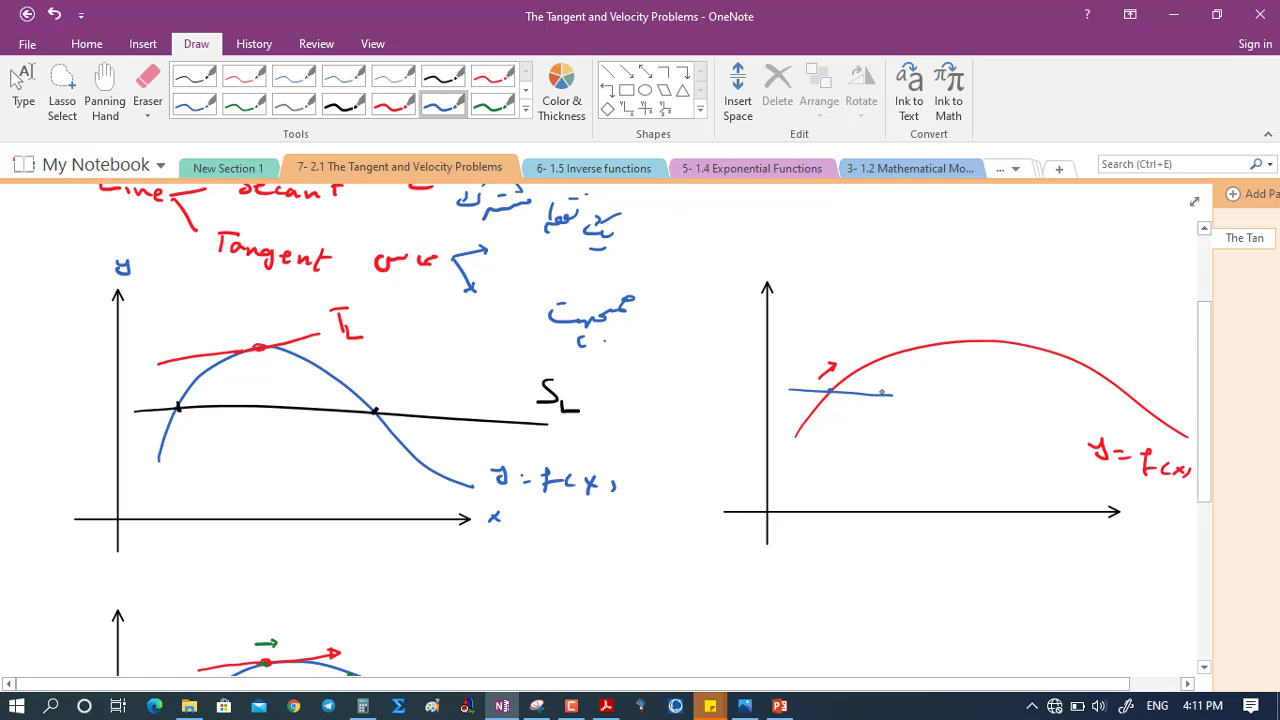 The Tangent and Velocity Problems - OneNote
File Home Insert Draw History Review View Sign in
Type Lasso Select Panning Hand Eraser Color & Thickness Insert Space Delete Arrange Rotate Ink to Text Ink to Math
Tools Shapes Edit Convert
My Notebook New Section 1 7- 2.1 The Tangent and Velocity Problems 6- 1.5 Inverse functions 5- 1.4 Exponential Functions 3- 1.2 Mathematical Mo... Search (Ctrl+E)
Add Pa
The Tan
Line Secant
Tangent
y
TL
SL
y = f(x)
x
y = f(x)
ENG 4:11 PM